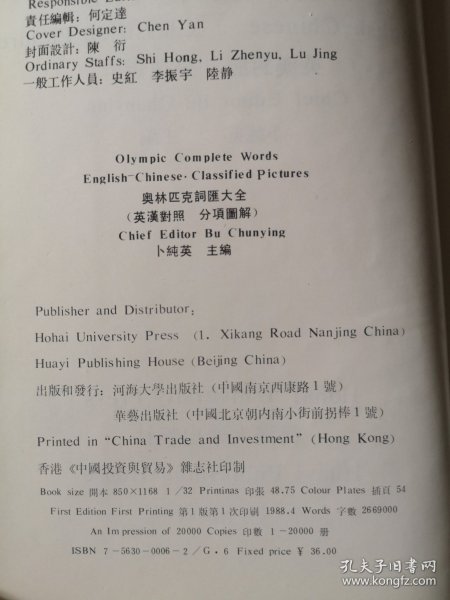 Responsible Edit
責任編輯：何定達
Cover Designer: Chen Yan
封面設計：陳 衍
Ordinary Staffs: Shi Hong, Li Zhenyu, Lu Jing
一般工作人員：史紅 李振宇 陸静
Olympic Complete Words
English-Chinese·Classified Pictures
奥林匹克詞匯大全
（英漢對照 分項圖解）
Chief Editor Bu Chunying
卜純英 主編
Publisher and Distributor:
Hohai University Press (1. Xikang Road Nanjing China)
Huayi Publishing House (Beijing China)
出版和發行：河海大學出版社（中國南京西康路1號）
華藝出版社（中國北京朝内南小街前拐棒1號）
Printed in “China Trade and Investment” (Hong Kong)
香港《中國投資與貿易》雜志社印制
Book size 開本 850×1168 1/32 Printinas 印張 48.75 Colour Plates 插頁 54
First Edition First Printing 第1版第1次印刷 1988.4 Words 字數 2669000
An Impression of 20000 Copies 印數 1-20000 册
ISBN 7-5630-0006-2/G·6 Fixed price ¥ 36.00
孔夫子旧书网
www.kongfz.com